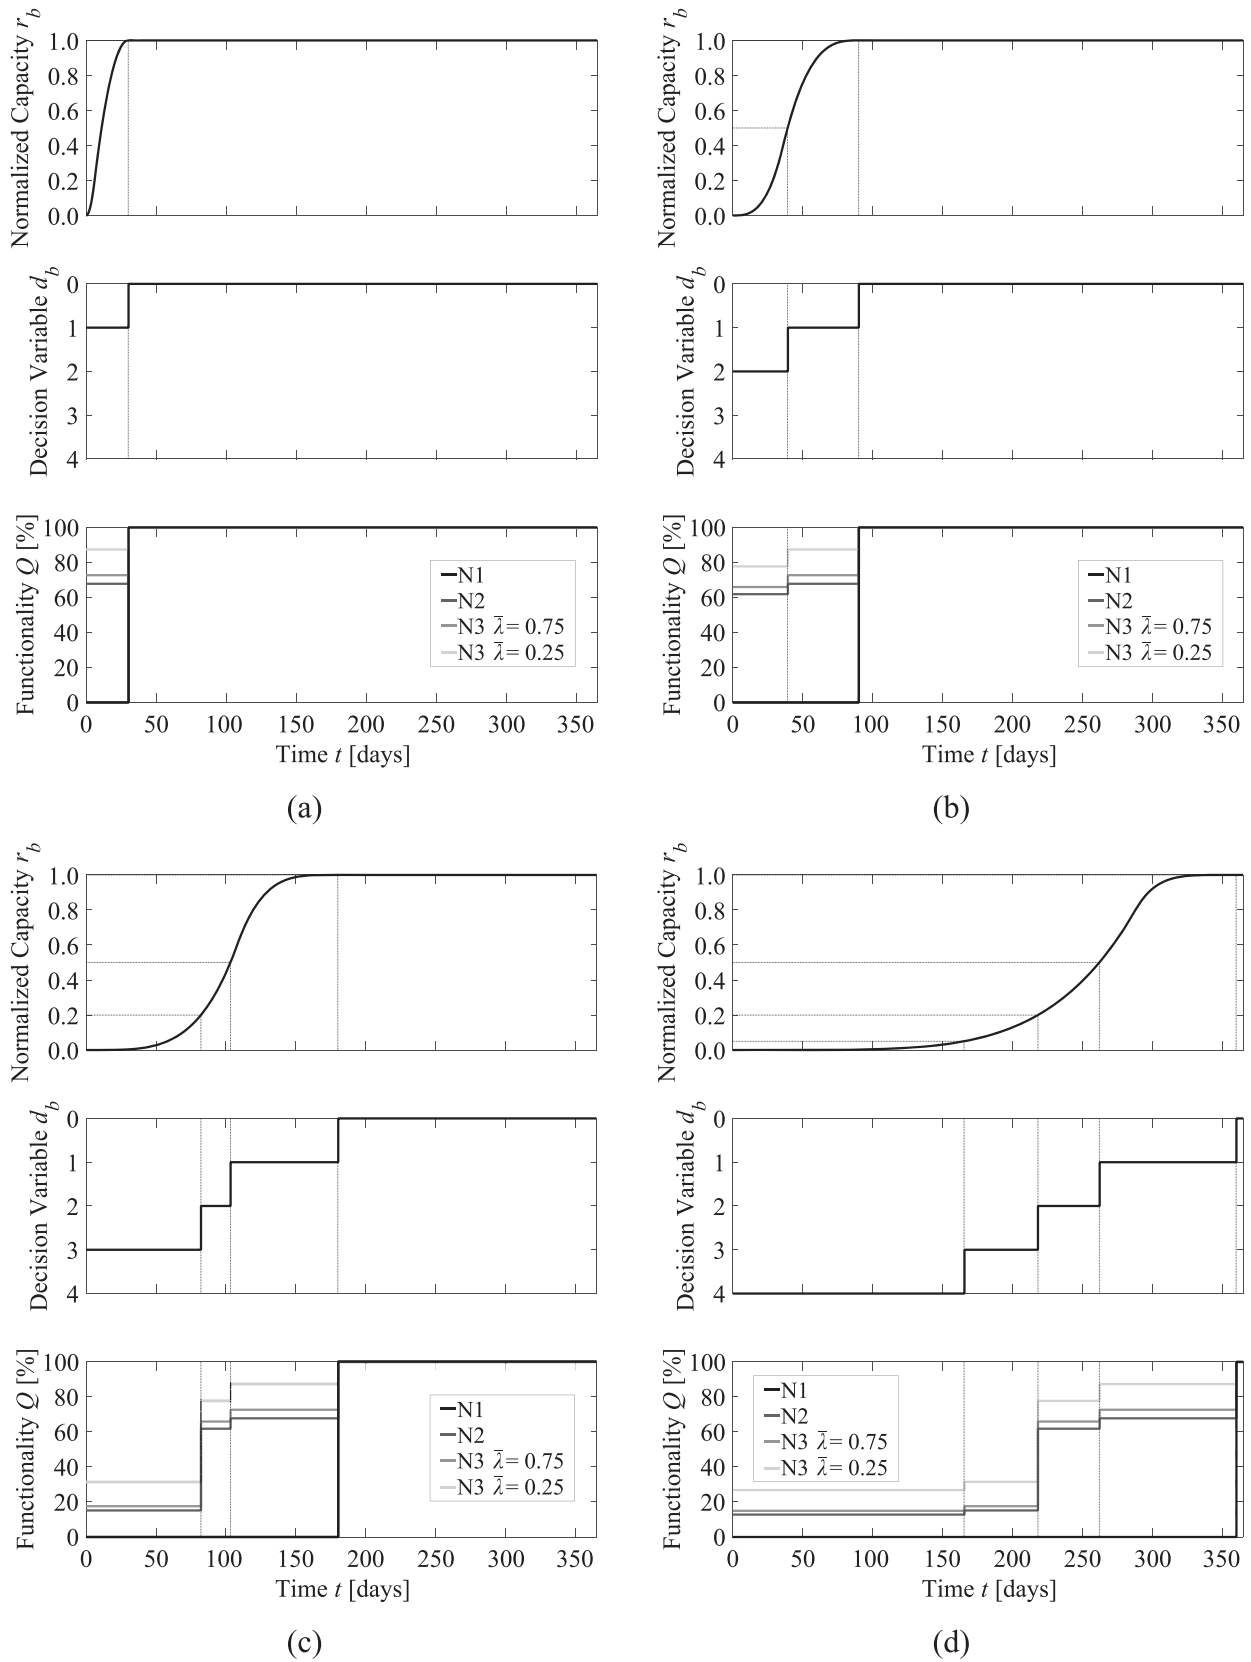 Normalized Capacity r_b
1.0
0.8
0.6
0.4
0.2
0.0
Decision Variable d_b
0
1
2
3
4
Functionality Q [%]
100
80
60
40
20
0
N1
N2
N3 λ̄ = 0.75
N3 λ̄ = 0.25
0 50 100 150 200 250 300 350
Time t [days]
(a)
Normalized Capacity r_b
1.0
0.8
0.6
0.4
0.2
0.0
Decision Variable d_b
0
1
2
3
4
Functionality Q [%]
100
80
60
40
20
0
N1
N2
N3 λ̄ = 0.75
N3 λ̄ = 0.25
0 50 100 150 200 250 300 350
Time t [days]
(b)
Normalized Capacity r_b
1.0
0.8
0.6
0.4
0.2
0.0
Decision Variable d_b
0
1
2
3
4
Functionality Q [%]
100
80
60
40
20
0
N1
N2
N3 λ̄ = 0.75
N3 λ̄ = 0.25
0 50 100 150 200 250 300 350
Time t [days]
(c)
Normalized Capacity r_b
1.0
0.8
0.6
0.4
0.2
0.0
Decision Variable d_b
0
1
2
3
4
Functionality Q [%]
100
80
60
40
20
0
N1
N2
N3 λ̄ = 0.75
N3 λ̄ = 0.25
0 50 100 150 200 250 300 350
Time t [days]
(d)